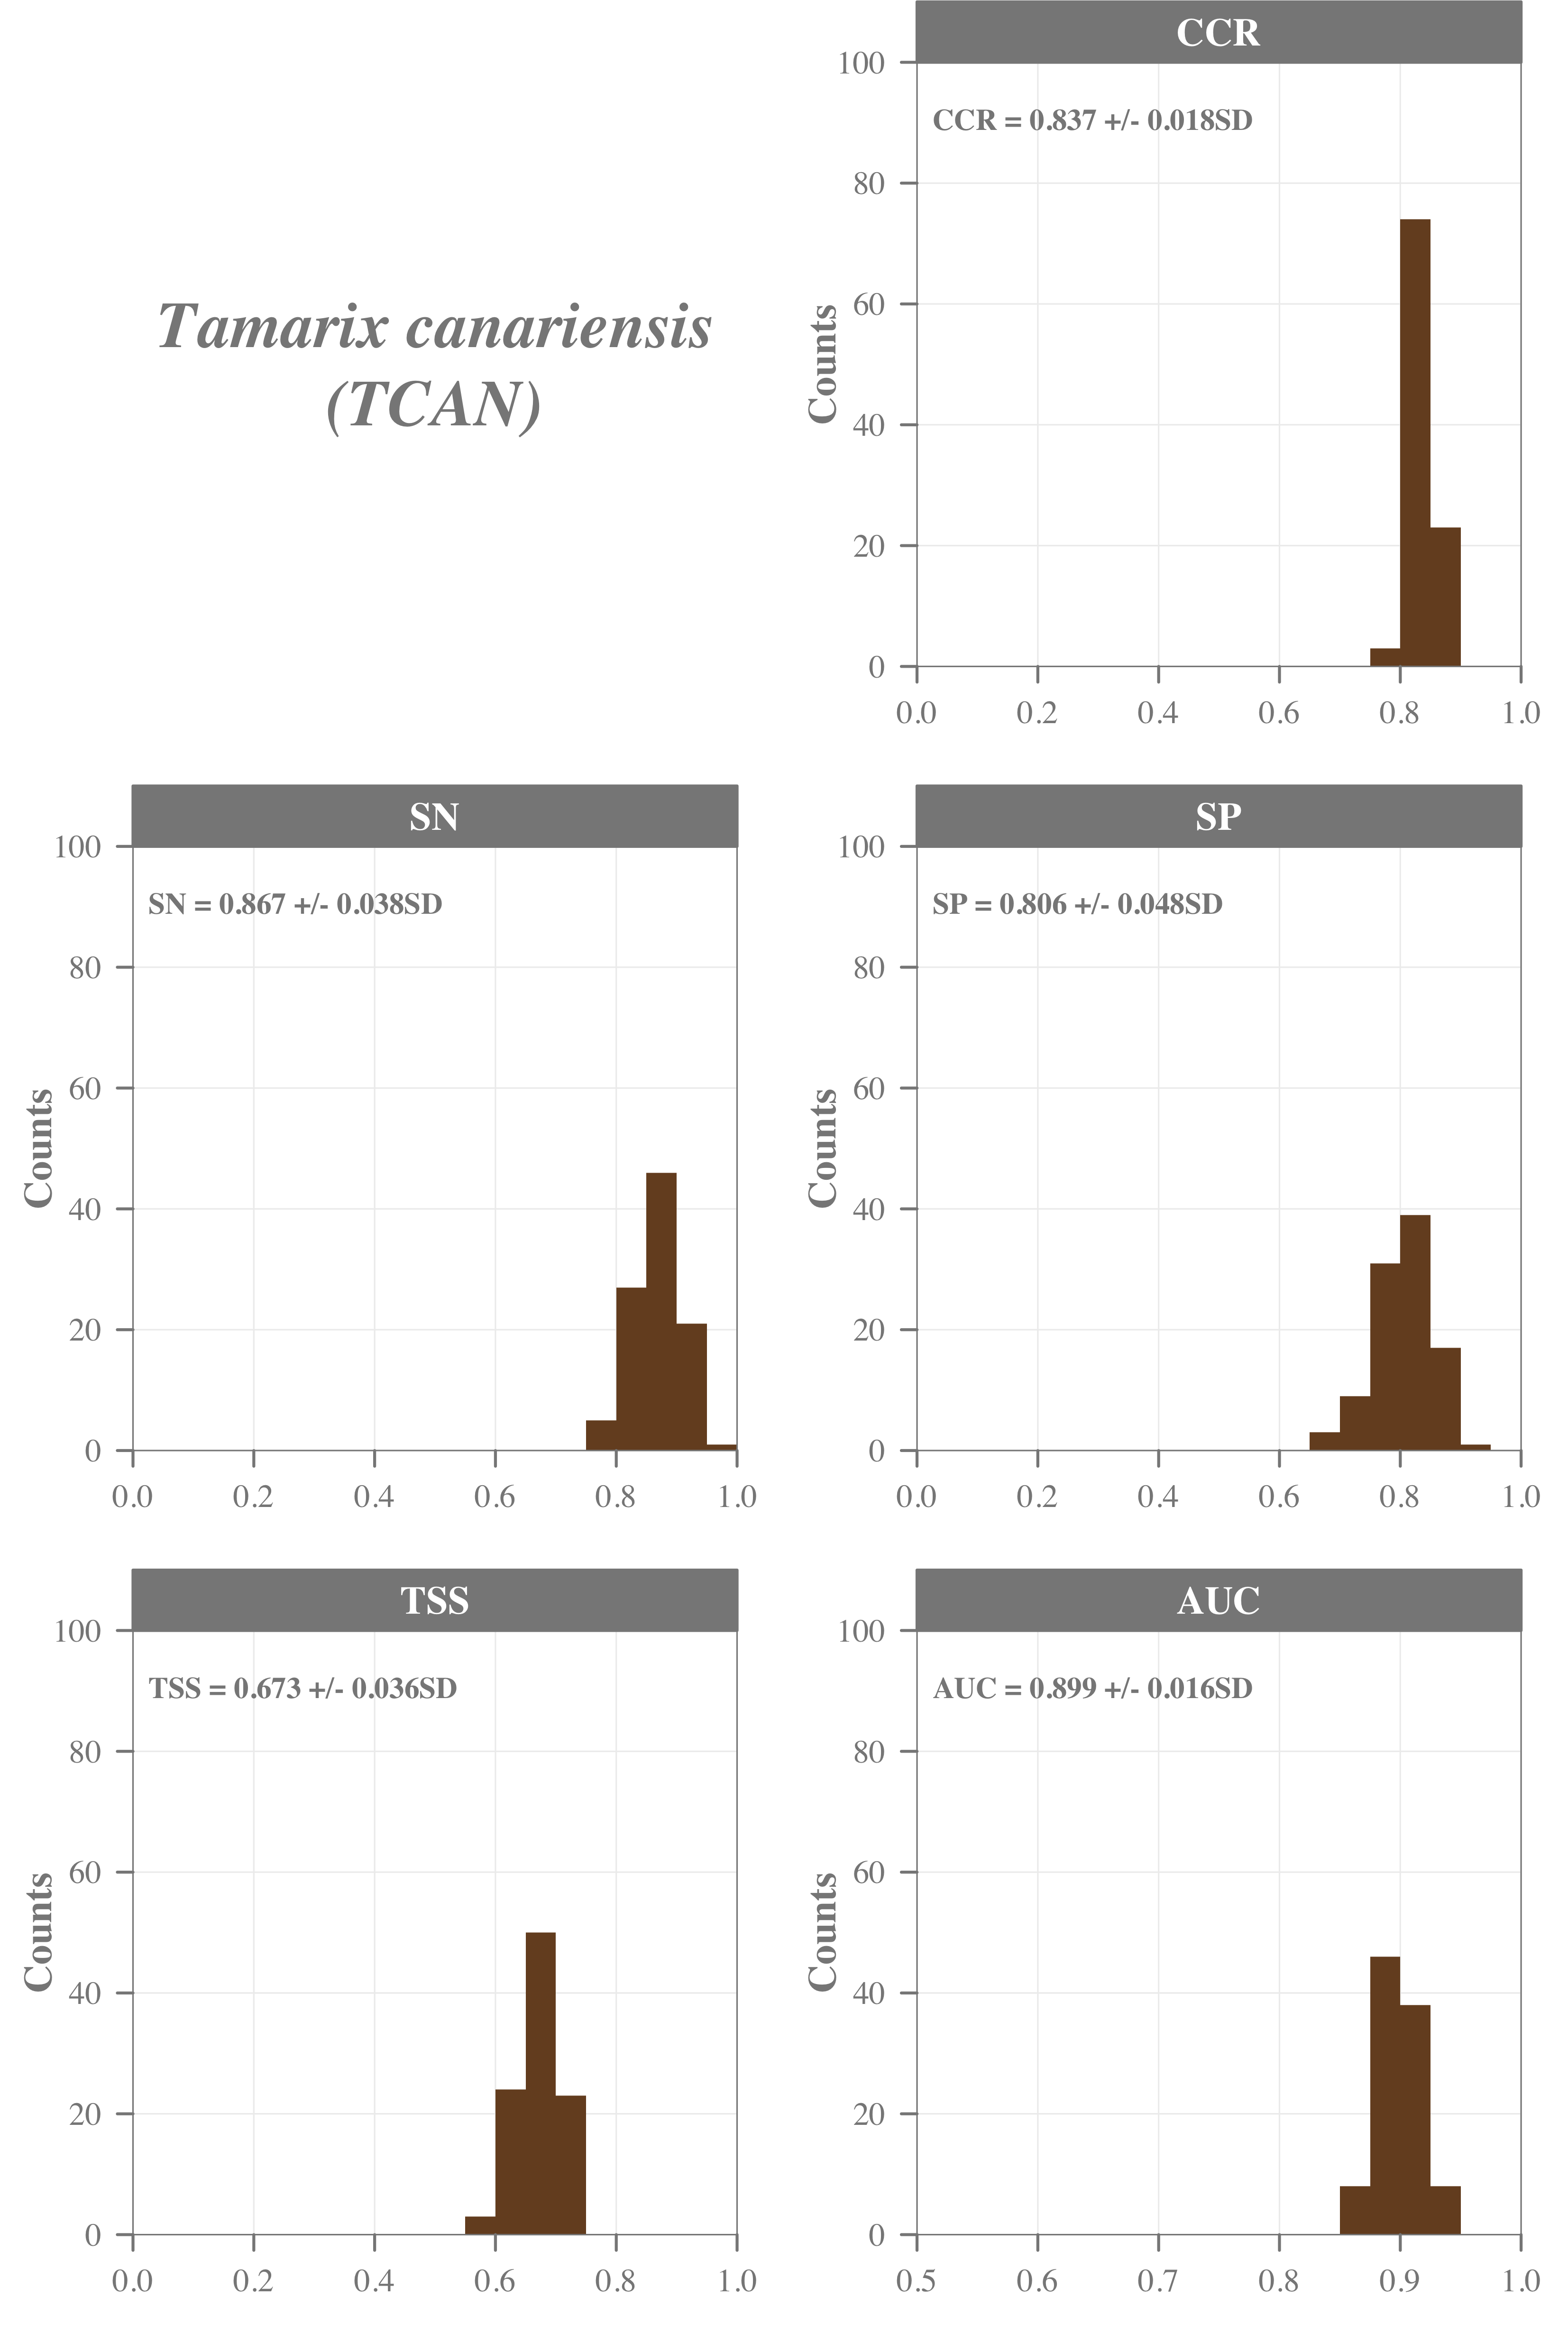 Tamarix canariensis
(TCAN)
CCR
CCR = 0.837 +/- 0.018SD
Counts
100
80
60
40
20
0
0.0 0.2 0.4 0.6 0.8 1.0
SN
SN = 0.867 +/- 0.038SD
Counts
100
80
60
40
20
0
0.0 0.2 0.4 0.6 0.8 1.0
SP
SP = 0.806 +/- 0.048SD
Counts
100
80
60
40
20
0
0.0 0.2 0.4 0.6 0.8 1.0
TSS
TSS = 0.673 +/- 0.036SD
Counts
100
80
60
40
20
0
0.0 0.2 0.4 0.6 0.8 1.0
AUC
AUC = 0.899 +/- 0.016SD
Counts
100
80
60
40
20
0
0.5 0.6 0.7 0.8 0.9 1.0